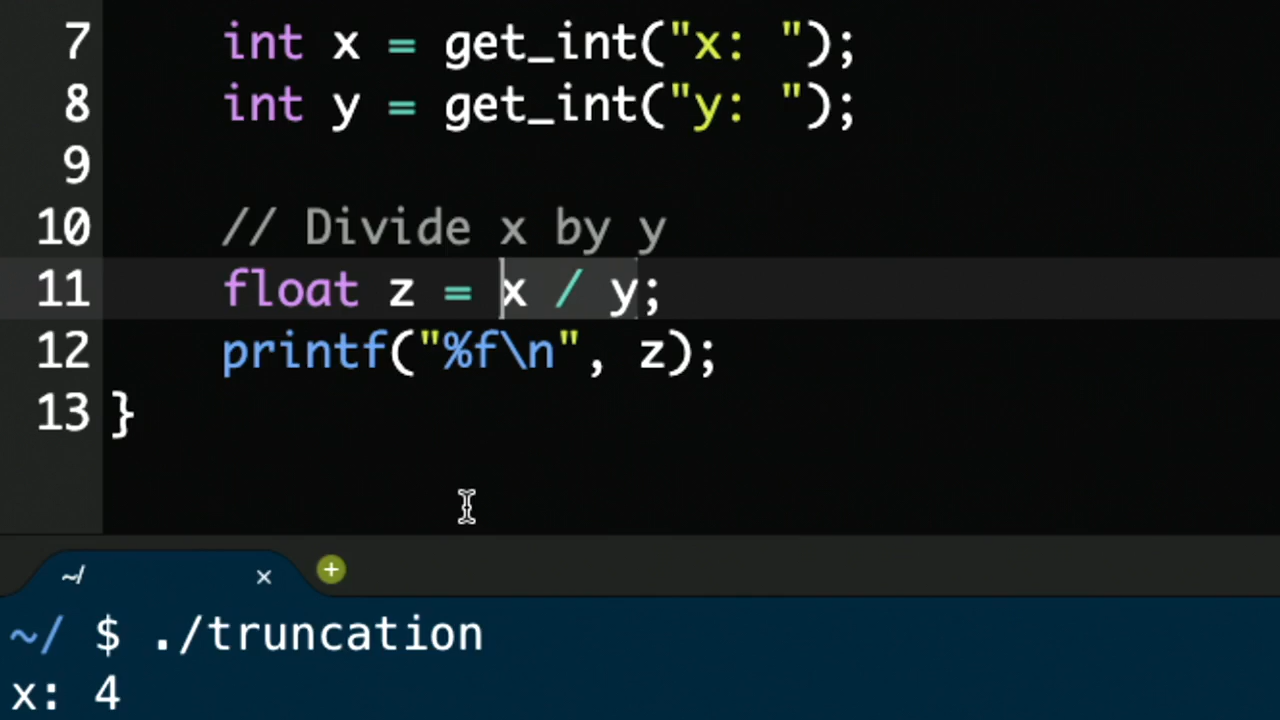 7 int x = get_int("x: ");
8 int y = get_int("y: ");
9
10 // Divide x by y
11 float z = x / y;
12 printf("%f\n", z);
13 }
~/ × +
~/ $ ./truncation
x: 4